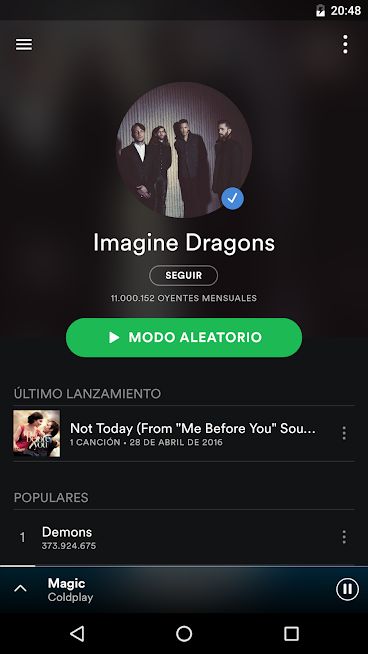 20:48
Imagine Dragons
SEGUIR
11.000.152 OYENTES MENSUALES
MODO ALEATORIO
ÚLTIMO LANZAMIENTO
Not Today (From "Me Before You" Sou...
1 CANCIÓN • 28 DE ABRIL DE 2016
POPULARES
1 Demons
373.924.675
Magic
Coldplay